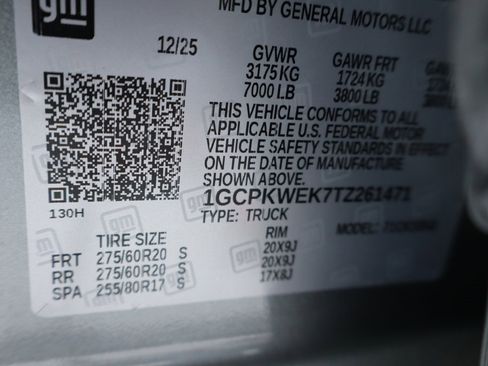 gm
MFD BY GENERAL MOTORS LLC
12/25 GVWR GAWR FRT
3175KG 1724KG
7000 LB 3800 LB
THIS VEHICLE CONFORMS TO ALL
APPLICABLE U.S. FEDERAL MOTOR
VEHICLE SAFETY STANDARDS IN EFFECT
ON THE DATE OF MANUFACTURE
SHOWN ABOVE.
1GCPKWEK7TZ261471
130H TYPE: TRUCK MODEL:
TIRE SIZE RIM
FRT 275/60R20 S 20X9J
RR 275/60R20 S 20X9J
SPA 255/80R17 S 17X8J